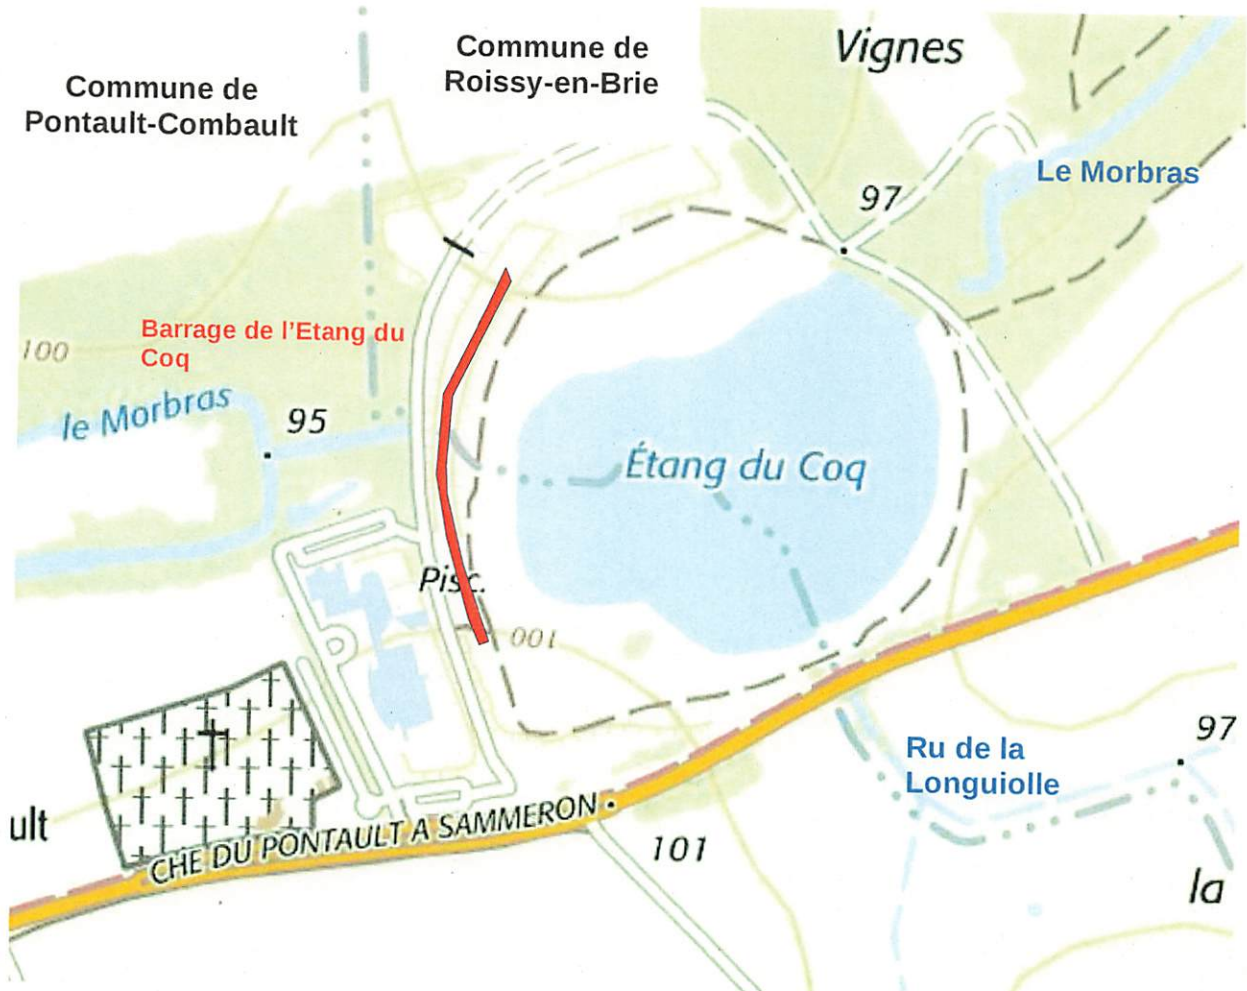 Vignes
Commune de
Roissy-en-Brie
Commune de
Pontault-Combault
Le Morbras
97
Barrage de l'Etang du
Coq
100
le Morbras
95
Étang du Coq
Pisc.
100
Ru de la
Longuiolle
97
ult
CHE DU PONTAULT A SAMMERON
101
la